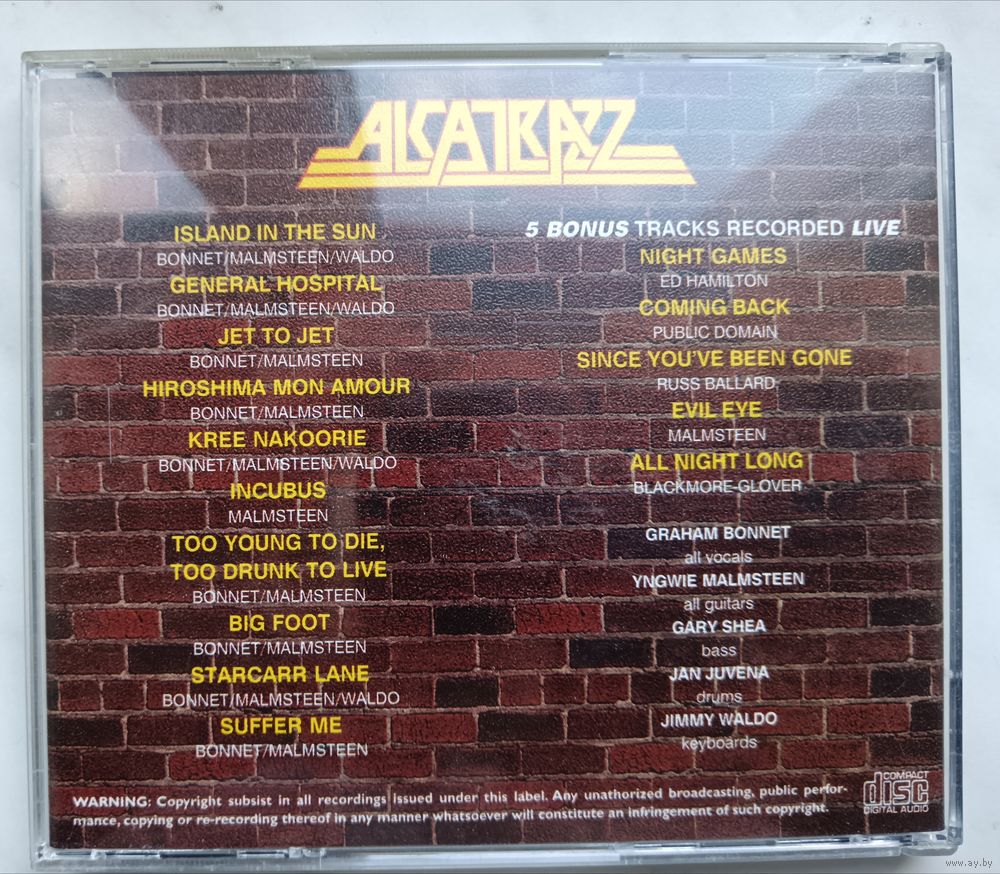 ALCATRAZZ
ISLAND IN THE SUN
BONNET/MALMSTEEN/WALDO
GENERAL HOSPITAL
BONNET/MALMSTEEN/WALDO
JET TO JET
BONNET/MALMSTEEN
HIROSHIMA MON AMOUR
BONNET/MALMSTEEN
KREE NAKOORIE
BONNET/MALMSTEEN/WALDO
INCUBUS
MALMSTEEN
TOO YOUNG TO DIE,
TOO DRUNK TO LIVE
BONNET/MALMSTEEN
BIG FOOT
BONNET/MALMSTEEN
STARCARR LANE
BONNET/MALMSTEEN/WALDO
SUFFER ME
BONNET/MALMSTEEN
5 BONUS TRACKS RECORDED LIVE
NIGHT GAMES
ED HAMILTON
COMING BACK
PUBLIC DOMAIN
SINCE YOU'VE BEEN GONE
RUSS BALLARD
EVIL EYE
MALMSTEEN
ALL NIGHT LONG
BLACKMORE-GLOVER
GRAHAM BONNET
all vocals
YNGWIE MALMSTEEN
all guitars
GARY SHEA
bass
JAN JUVENA
drums
JIMMY WALDO
keyboards
WARNING: Copyright subsist in all recordings issued under this label. Any unathorized broadcasting, public perfor-
mance, copying or re-recording thereof in any manner whatsoever will constitute an infringement of such copyright.
COMPACT
disc
DIGITAL AUDIO
www.ay.by